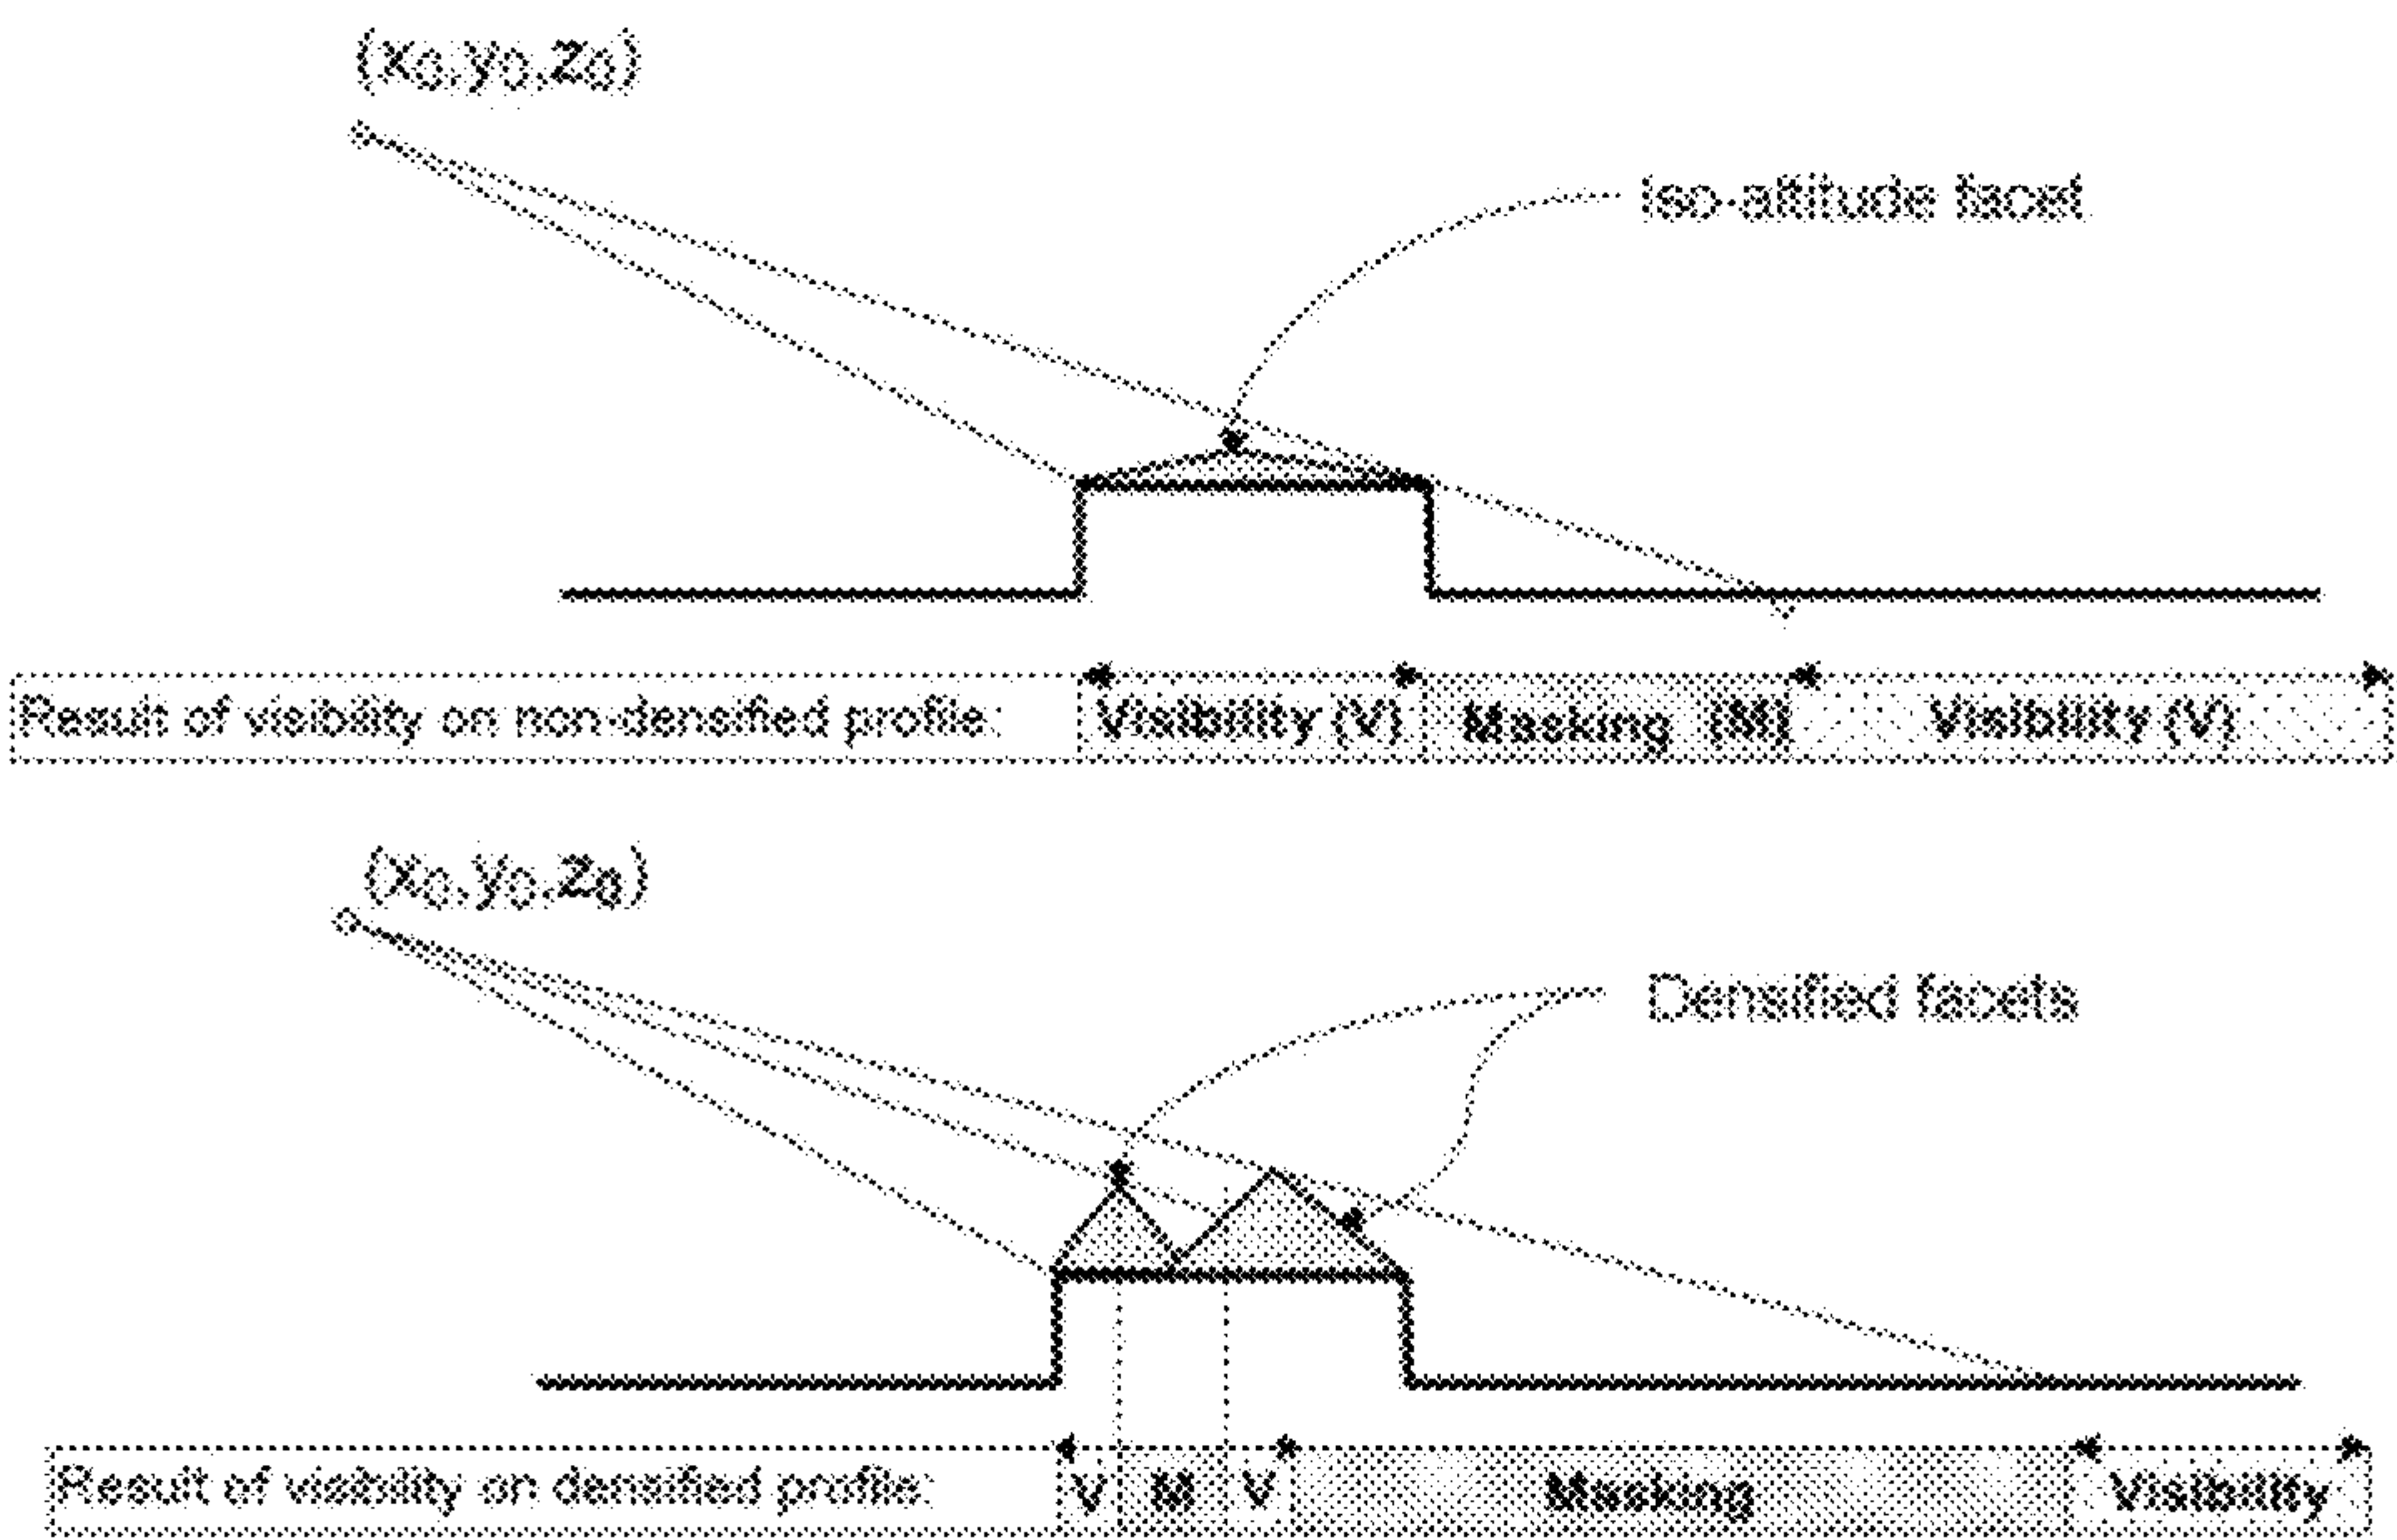 (x0,y0,z0)
Iso-altitude facet
Result of visibility on non-densified profile: Visibility (V) Masking (M) Visibility (V)
(x0,y0,z0)
Densified facets
Result of visibility on densified profile: V M V Masking Visibility